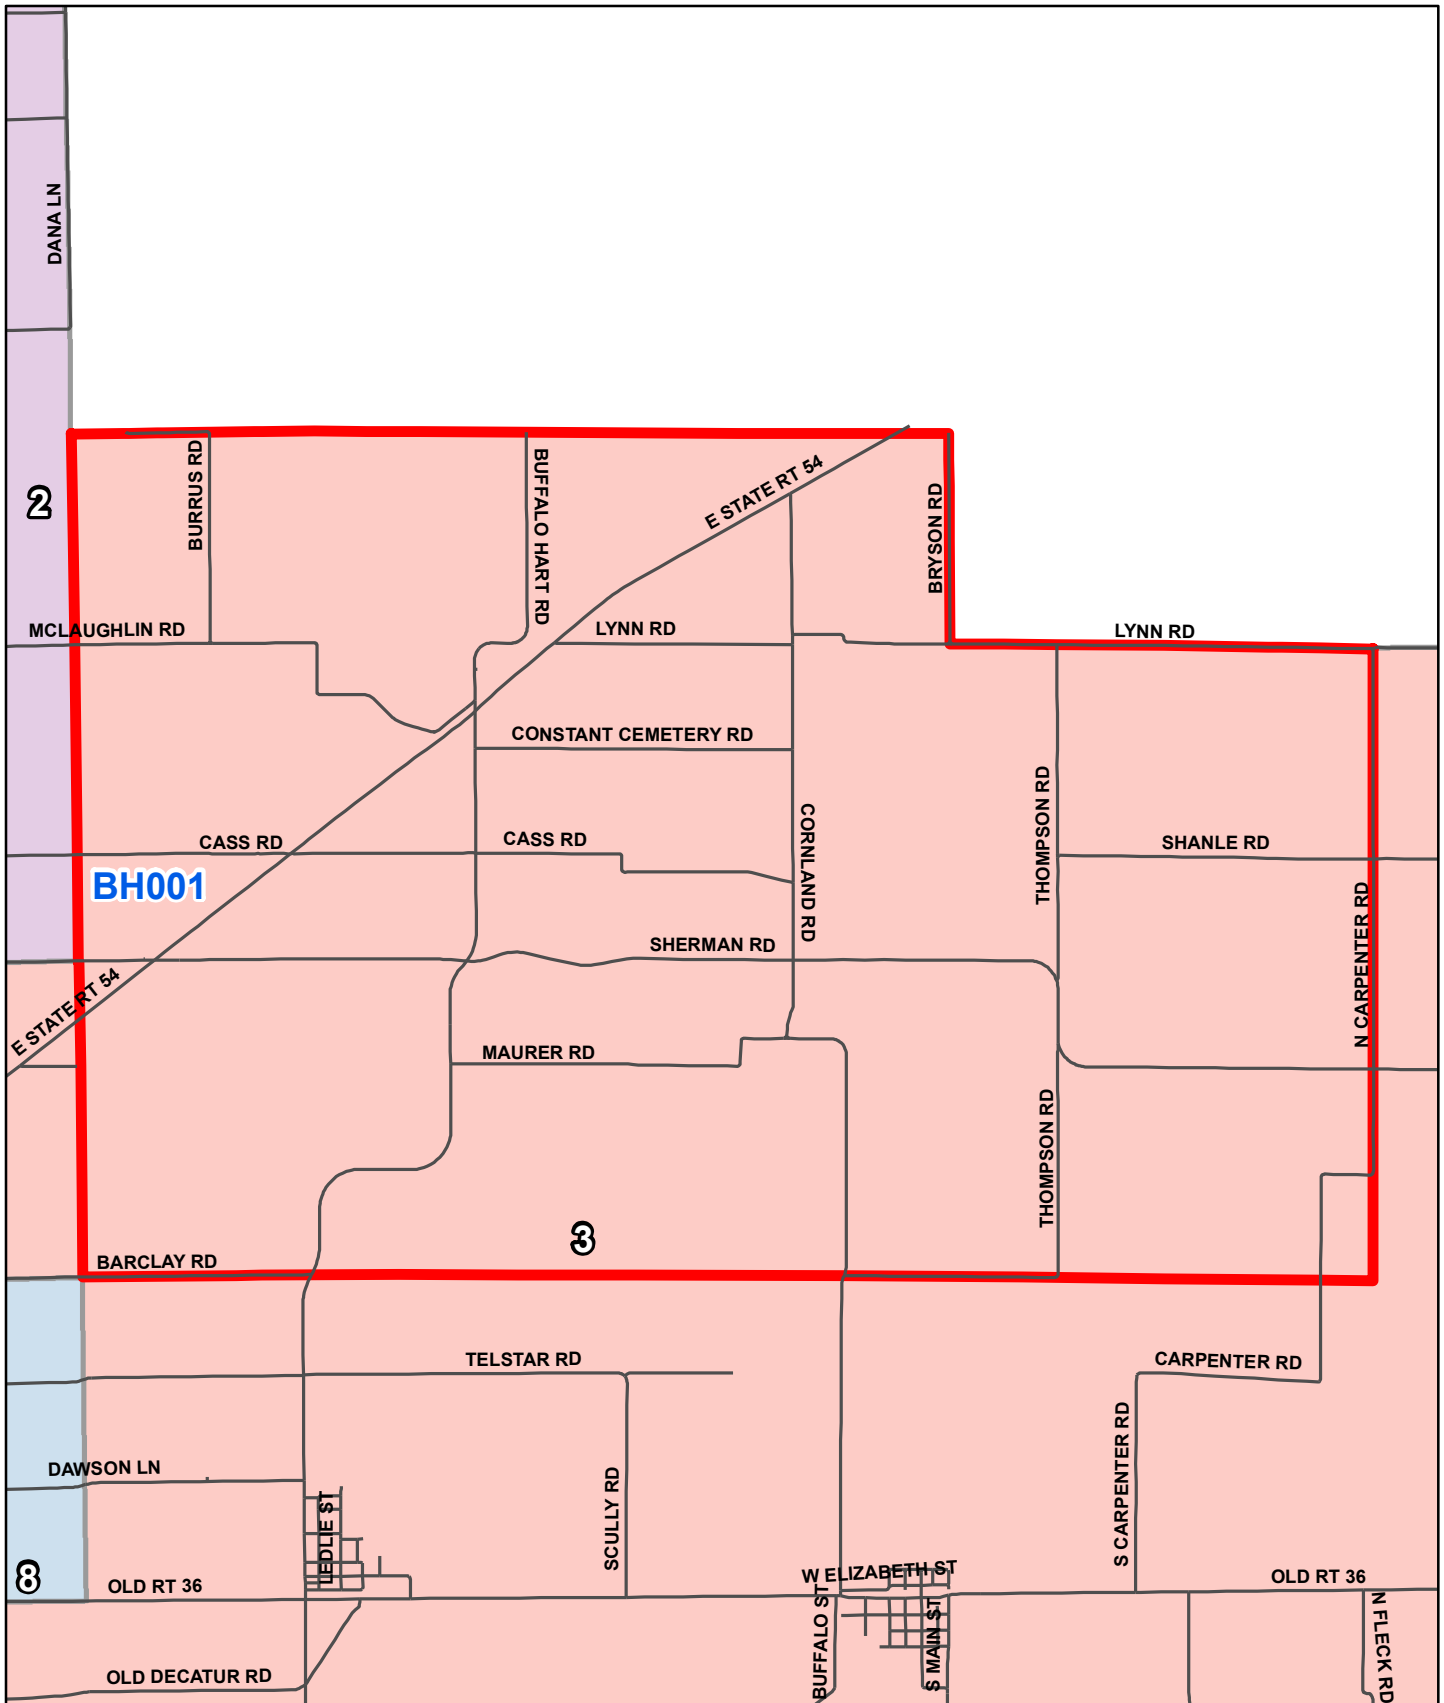 DANA LN
2
BURRUS RD
BUFFALO HART RD
E STATE RT 54
BRYSON RD
MCLAUGHLIN RD
LYNN RD
LYNN RD
CONSTANT CEMETERY RD
CASS RD
CASS RD
CORNLAND RD
THOMPSON RD
SHANLE RD
BH001
N CARPENTER RD
SHERMAN RD
E STATE RT 54
MAURER RD
THOMPSON RD
3
BARCLAY RD
TELSTAR RD
CARPENTER RD
DAWSON LN
S CARPENTER RD
SCULLY RD
LEDLIE ST
8
OLD RT 36
W ELIZABETH ST
OLD RT 36
BUFFALO ST
S MAIN ST
N FLECK RD
OLD DECATUR RD